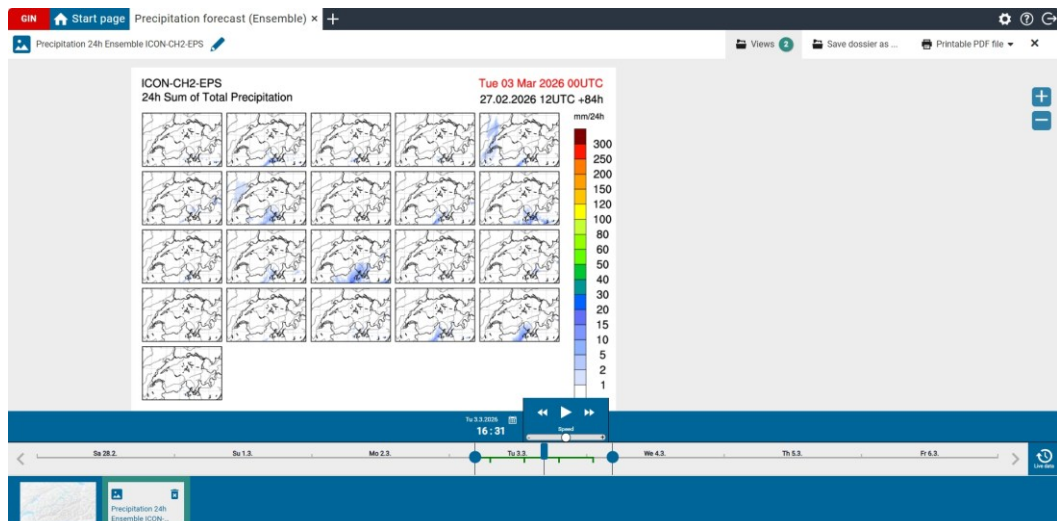 GIN Start page Precipitation forecast (Ensemble) × +
Precipitation 24h Ensemble ICON-CH2-EPS
Views 2 Save dossier as ... Printable PDF file
ICON-CH2-EPS Tue 03 Mar 2026 00UTC
24h Sum of Total Precipitation 27.02.2026 12UTC +84h
mm/24h
300
250
200
150
120
100
80
60
50
40
30
20
15
10
5
2
1
Tu 3.3.2026
16:31
Speed
- +
Sa 28.2. Su 1.3. Mo 2.3. Tu 3.3. We 4.3. Th 5.3. Fr 6.3.
Live data
Precipitation 24h
Ensemble ICON-...